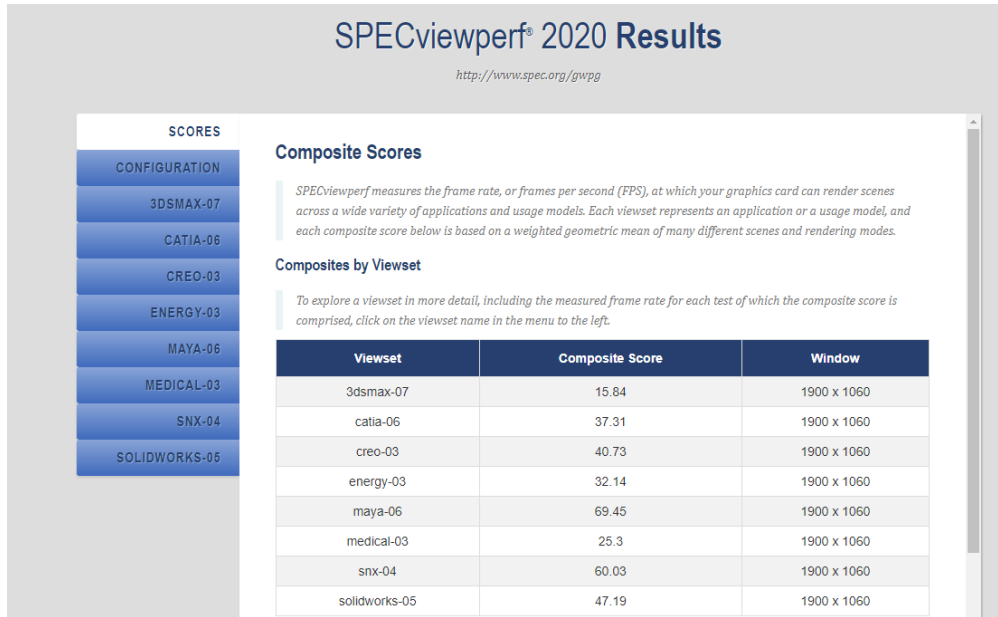 SPECviewperf® 2020 Results
http://www.spec.org/gwpg
SCORES
CONFIGURATION
3DSMAX-07
CATIA-06
CREO-03
ENERGY-03
MAYA-06
MEDICAL-03
SNX-04
SOLIDWORKS-05
Composite Scores
SPECviewperf measures the frame rate, or frames per second (FPS), at which your graphics card can render scenes
across a wide variety of applications and usage models. Each viewset represents an application or a usage model, and
each composite score below is based on a weighted geometric mean of many different scenes and rendering modes.
Composites by Viewset
To explore a viewset in more detail, including the measured frame rate for each test of which the composite score is
comprised, click on the viewset name in the menu to the left.
Viewset Composite Score Window
3dsmax-07 15.84 1900 x 1060
catia-06 37.31 1900 x 1060
creo-03 40.73 1900 x 1060
energy-03 32.14 1900 x 1060
maya-06 69.45 1900 x 1060
medical-03 25.3 1900 x 1060
snx-04 60.03 1900 x 1060
solidworks-05 47.19 1900 x 1060